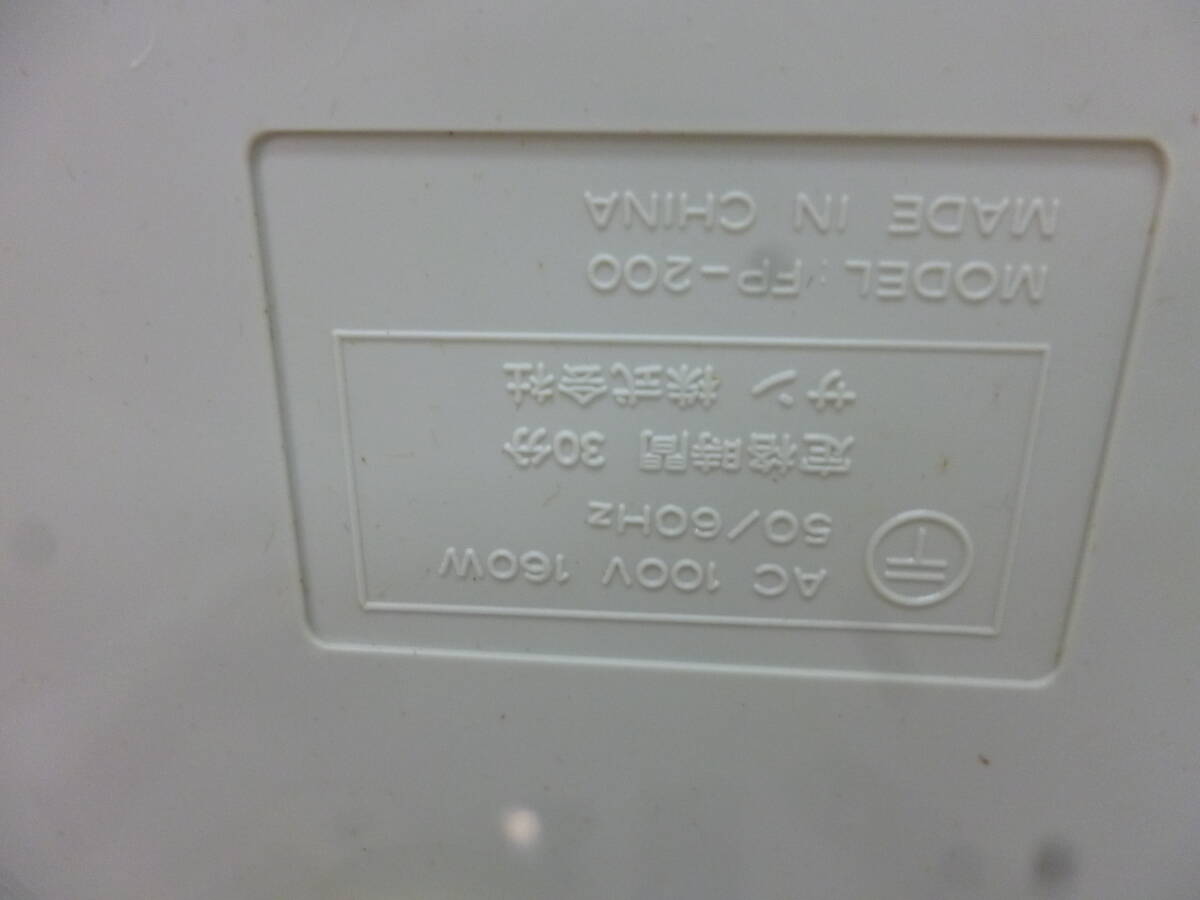 AC 100V 160W
50/60Hz
定格時間 30分
サン 株式会社
MODEL : FP-200
MADE IN CHINA